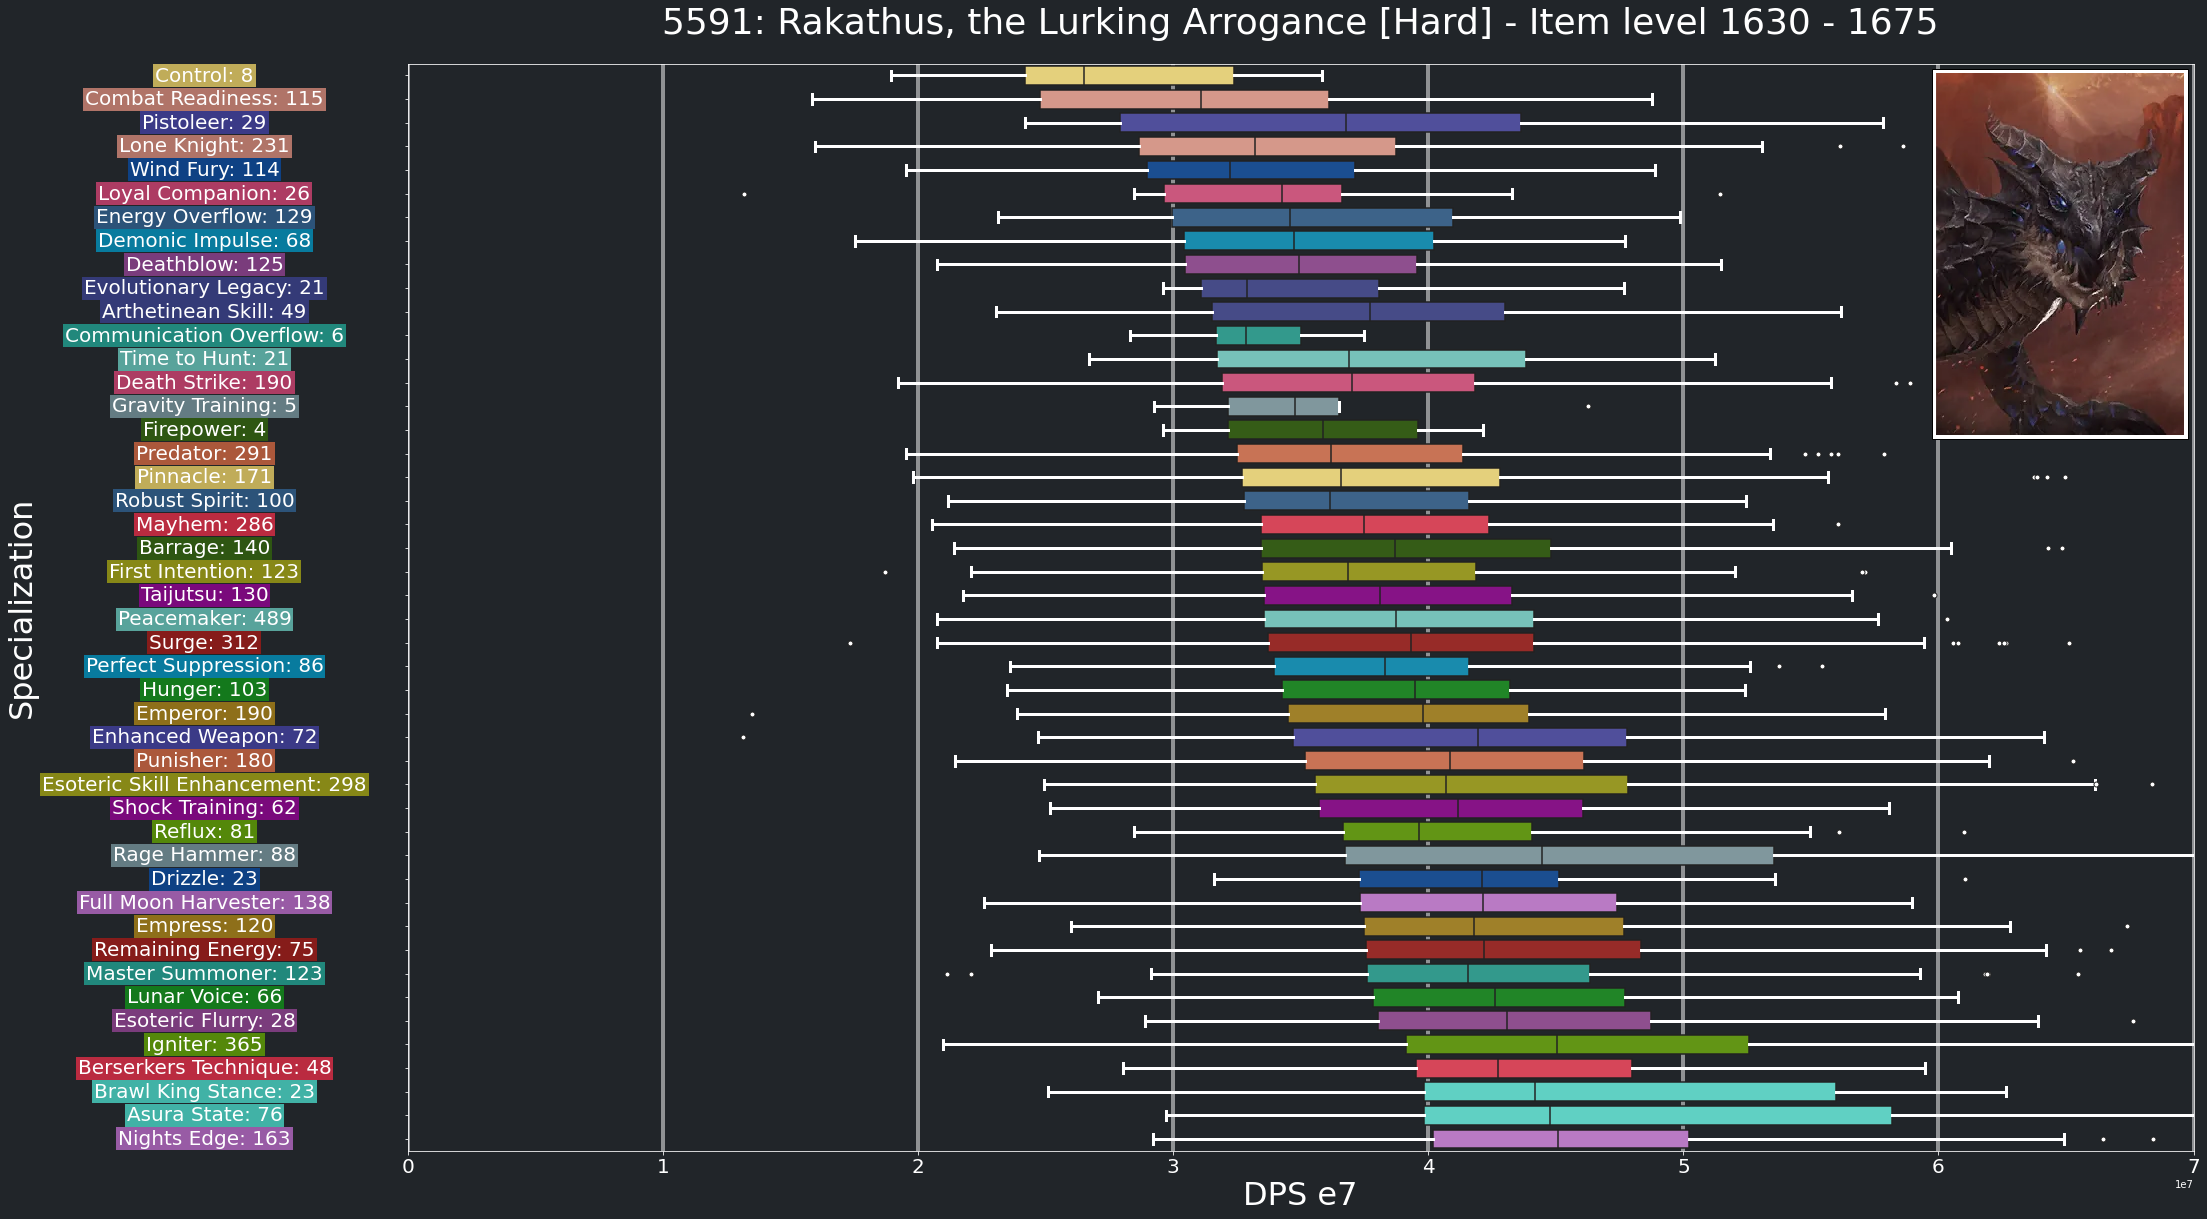 5591: Rakathus, the Lurking Arrogance [Hard] - Item level 1630 - 1675
Control: 8
Combat Readiness: 115
Pistoleer: 29
Lone Knight: 231
Wind Fury: 114
Loyal Companion: 26
Energy Overflow: 129
Demonic Impulse: 68
Deathblow: 125
Evolutionary Legacy: 21
Arthetinean Skill: 49
Communication Overflow: 6
Time to Hunt: 21
Death Strike: 190
Gravity Training: 5
Firepower: 4
Predator: 291
Pinnacle: 171
Robust Spirit: 100
Mayhem: 286
Barrage: 140
First Intention: 123
Taijutsu: 130
Peacemaker: 489
Surge: 312
Perfect Suppression: 86
Hunger: 103
Emperor: 190
Enhanced Weapon: 72
Punisher: 180
Esoteric Skill Enhancement: 298
Shock Training: 62
Reflux: 81
Rage Hammer: 88
Drizzle: 23
Full Moon Harvester: 138
Empress: 120
Remaining Energy: 75
Master Summoner: 123
Lunar Voice: 66
Esoteric Flurry: 28
Igniter: 365
Berserkers Technique: 48
Brawl King Stance: 23
Asura State: 76
Nights Edge: 163
Specialization
0 1 2 3 4 5 6 7
1e7
DPS e7